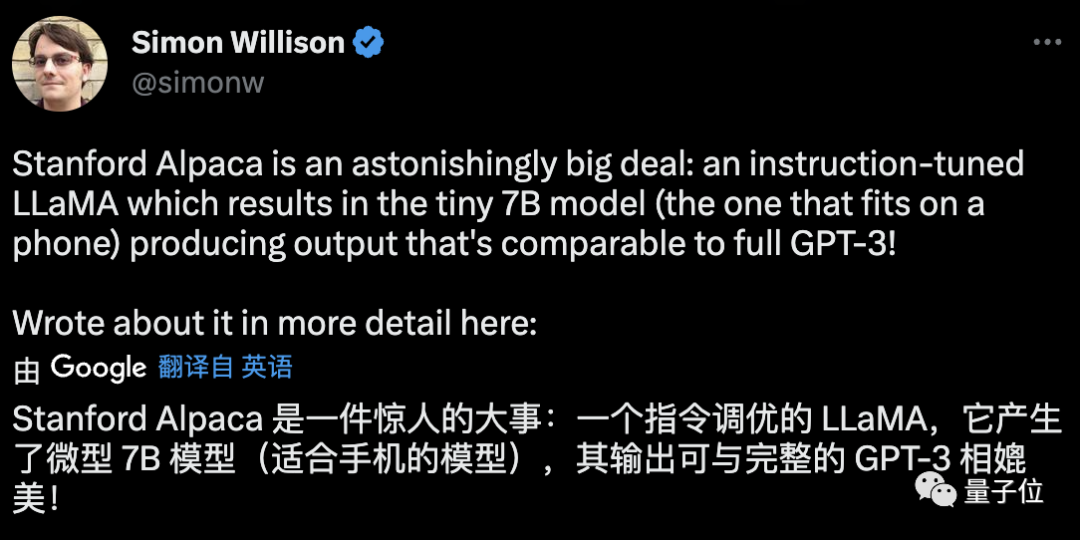 Simon Willison
@simonw
Stanford Alpaca is an astonishingly big deal: an instruction-tuned
LLaMA which results in the tiny 7B model (the one that fits on a
phone) producing output that's comparable to full GPT-3!
Wrote about it in more detail here:
由 Google 翻译自 英语
Stanford Alpaca 是一件惊人的大事：一个指令调优的 LLaMA，它产生
了微型 7B 模型（适合手机的模型），其输出可与完整的 GPT-3 相媲
美！
量子位